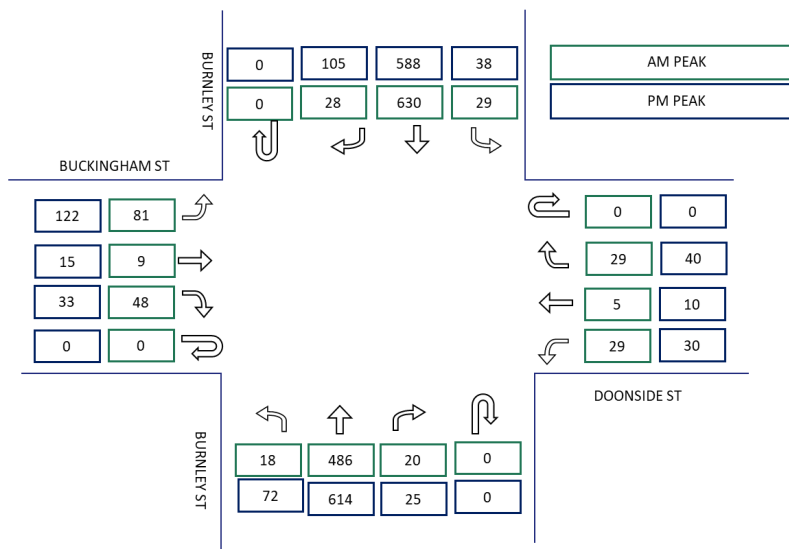 BURNLEY ST
0 105 588 38
0 28 630 29
AM PEAK
PM PEAK
BUCKINGHAM ST
122 81
15 9
33 48
0 0
0 0
29 40
5 10
29 30
DOONSIDE ST
BURNLEY ST
18 486 20 0
72 614 25 0